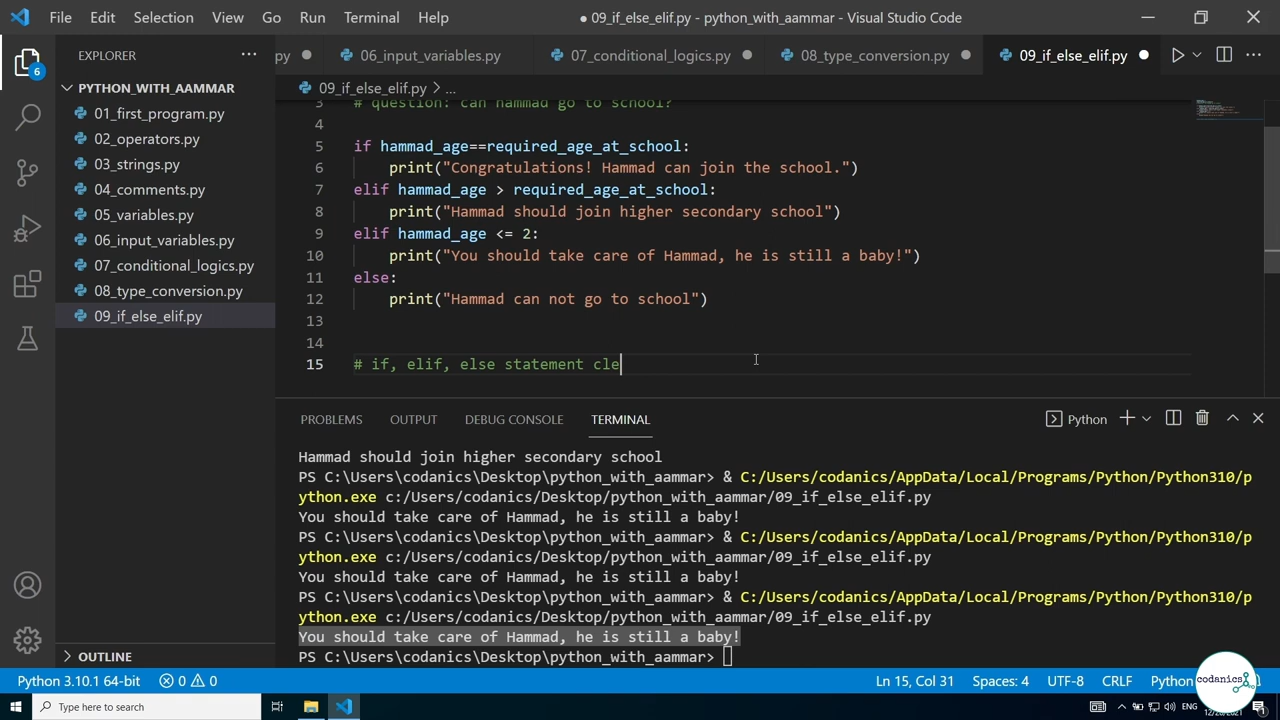 File Edit Selection View Go Run Terminal Help
● 09_if_else_elif.py - python_with_aammar - Visual Studio Code
EXPLORER
py
06_input_variables.py
07_conditional_logics.py
08_type_conversion.py
09_if_else_elif.py
6
PYTHON_WITH_AAMMAR
01_first_program.py
02_operators.py
03_strings.py
04_comments.py
05_variables.py
06_input_variables.py
07_conditional_logics.py
08_type_conversion.py
09_if_else_elif.py
OUTLINE
09_if_else_elif.py > ...
3 # question: can hammad go to school?
4
5 if hammad_age==required_age_at_school:
6 print("Congratulations! Hammad can join the school.")
7 elif hammad_age > required_age_at_school:
8 print("Hammad should join higher secondary school")
9 elif hammad_age <= 2:
10 print("You should take care of Hammad, he is still a baby!")
11 else:
12 print("Hammad can not go to school")
13
14
15 # if, elif, else statement cle
PROBLEMS OUTPUT DEBUG CONSOLE TERMINAL
Python
Hammad should join higher secondary school
PS C:\Users\codanics\Desktop\python_with_aammar> & C:/Users/codanics/AppData/Local/Programs/Python/Python310/p
ython.exe c:/Users/codanics/Desktop/python_with_aammar/09_if_else_elif.py
You should take care of Hammad, he is still a baby!
PS C:\Users\codanics\Desktop\python_with_aammar> & C:/Users/codanics/AppData/Local/Programs/Python/Python310/p
ython.exe c:/Users/codanics/Desktop/python_with_aammar/09_if_else_elif.py
You should take care of Hammad, he is still a baby!
PS C:\Users\codanics\Desktop\python_with_aammar> & C:/Users/codanics/AppData/Local/Programs/Python/Python310/p
ython.exe c:/Users/codanics/Desktop/python_with_aammar/09_if_else_elif.py
You should take care of Hammad, he is still a baby!
PS C:\Users\codanics\Desktop\python_with_aammar>
Python 3.10.1 64-bit 0 0 Ln 15, Col 31 Spaces: 4 UTF-8 CRLF Python
codanics
Type here to search
ENG